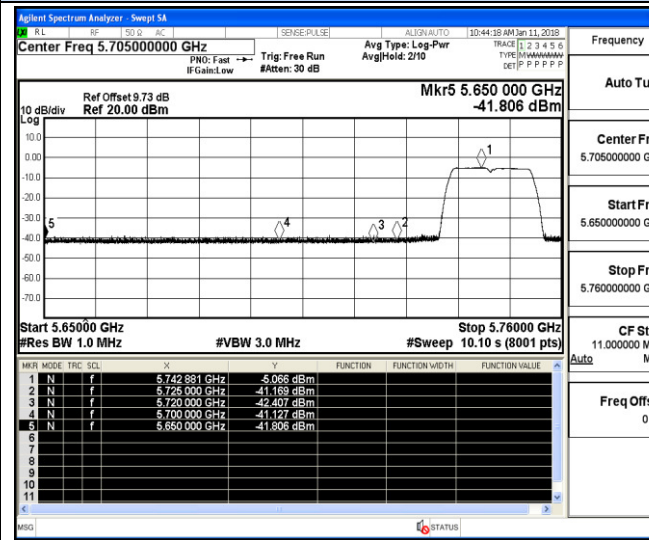 Agilent Spectrum Analyzer - Swept SA
RL RF 50 Ω AC SENSE:PULSE ALIGNAUTO 10:44:18 AM Jan 11, 2018
Center Freq 5.705000000 GHz
PNO: Fast
IFGain:Low
Trig: Free Run
#Atten: 30 dB
Avg Type: Log-Pwr
Avg|Hold: 2/10
TRACE 1 2 3 4 5 6
TYPE M
DET P P P P P P
Ref Offset 9.73 dB
10 dB/div Ref 20.00 dBm
Log
Mkr5 5.650 000 GHz
-41.806 dBm
10.0
0.00
-10.0
-20.0
-30.0
-40.0
-50.0
-60.0
-70.0
1
5
4
3
2
Start 5.65000 GHz
Stop 5.76000 GHz
#Res BW 1.0 MHz #VBW 3.0 MHz #Sweep 10.10 s (8001 pts)
MKR MODE TRC SCL X Y FUNCTION FUNCTION WIDTH FUNCTION VALUE
1 N f 5.742 881 GHz -5.066 dBm
2 N f 5.725 000 GHz -41.169 dBm
3 N f 5.720 000 GHz -42.407 dBm
4 N f 5.700 000 GHz -41.127 dBm
5 N f 5.650 000 GHz -41.806 dBm
6
7
8
9
10
11
MSG STATUS
Frequency
Auto Tu
Center Fr
5.705000000 G
Start Fr
5.650000000 G
Stop Fr
5.760000000 G
CF St
11.000000 M
Auto M
Freq Offs
0